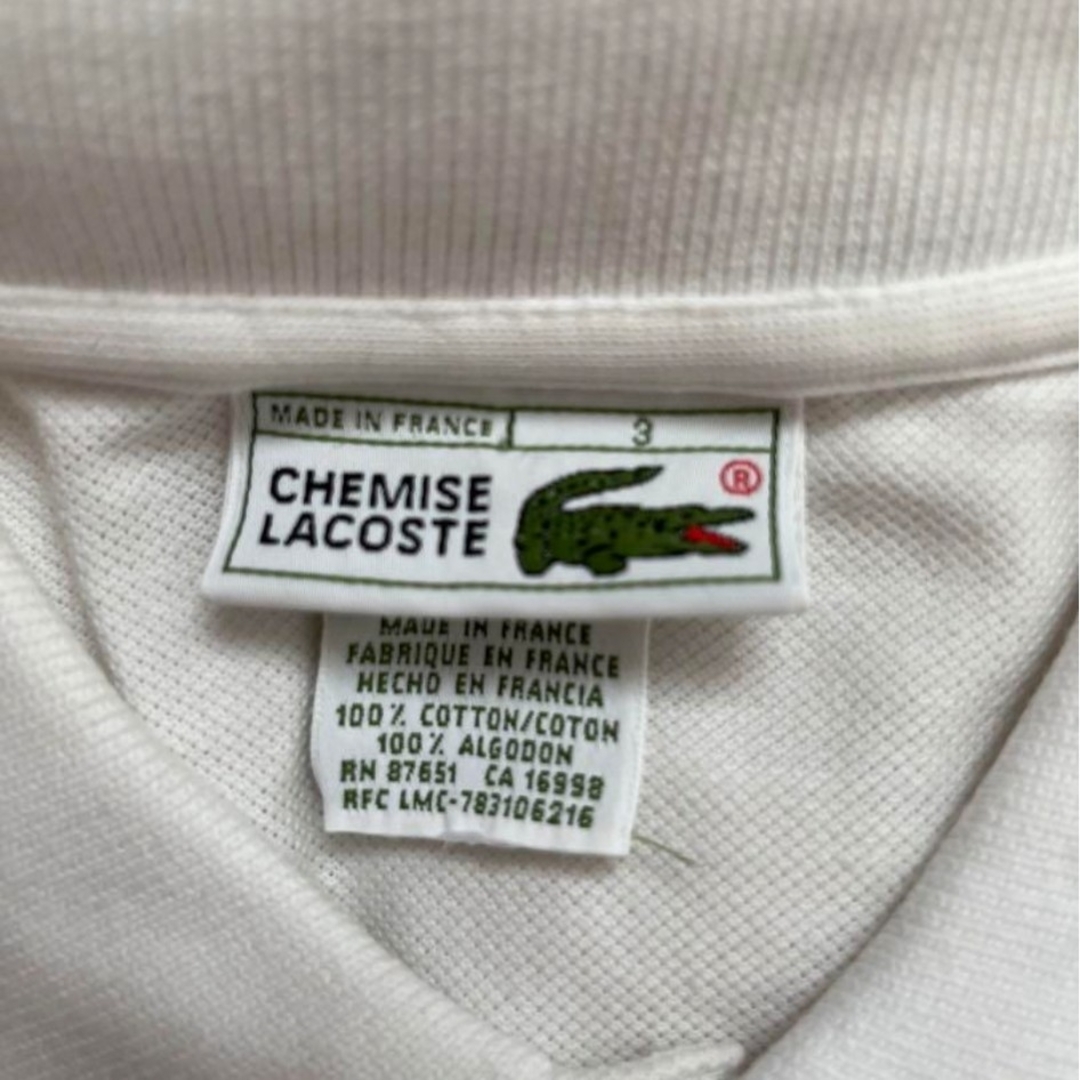 MADE IN FRANCE 3
CHEMISE
LACOSTE ®
MADE IN FRANCE
FABRIQUE EN FRANCE
HECHO EN FRANCIA
100% COTTON/COTON
100% ALGODON
RN 87651 CA 16998
RFC LMC-783106216